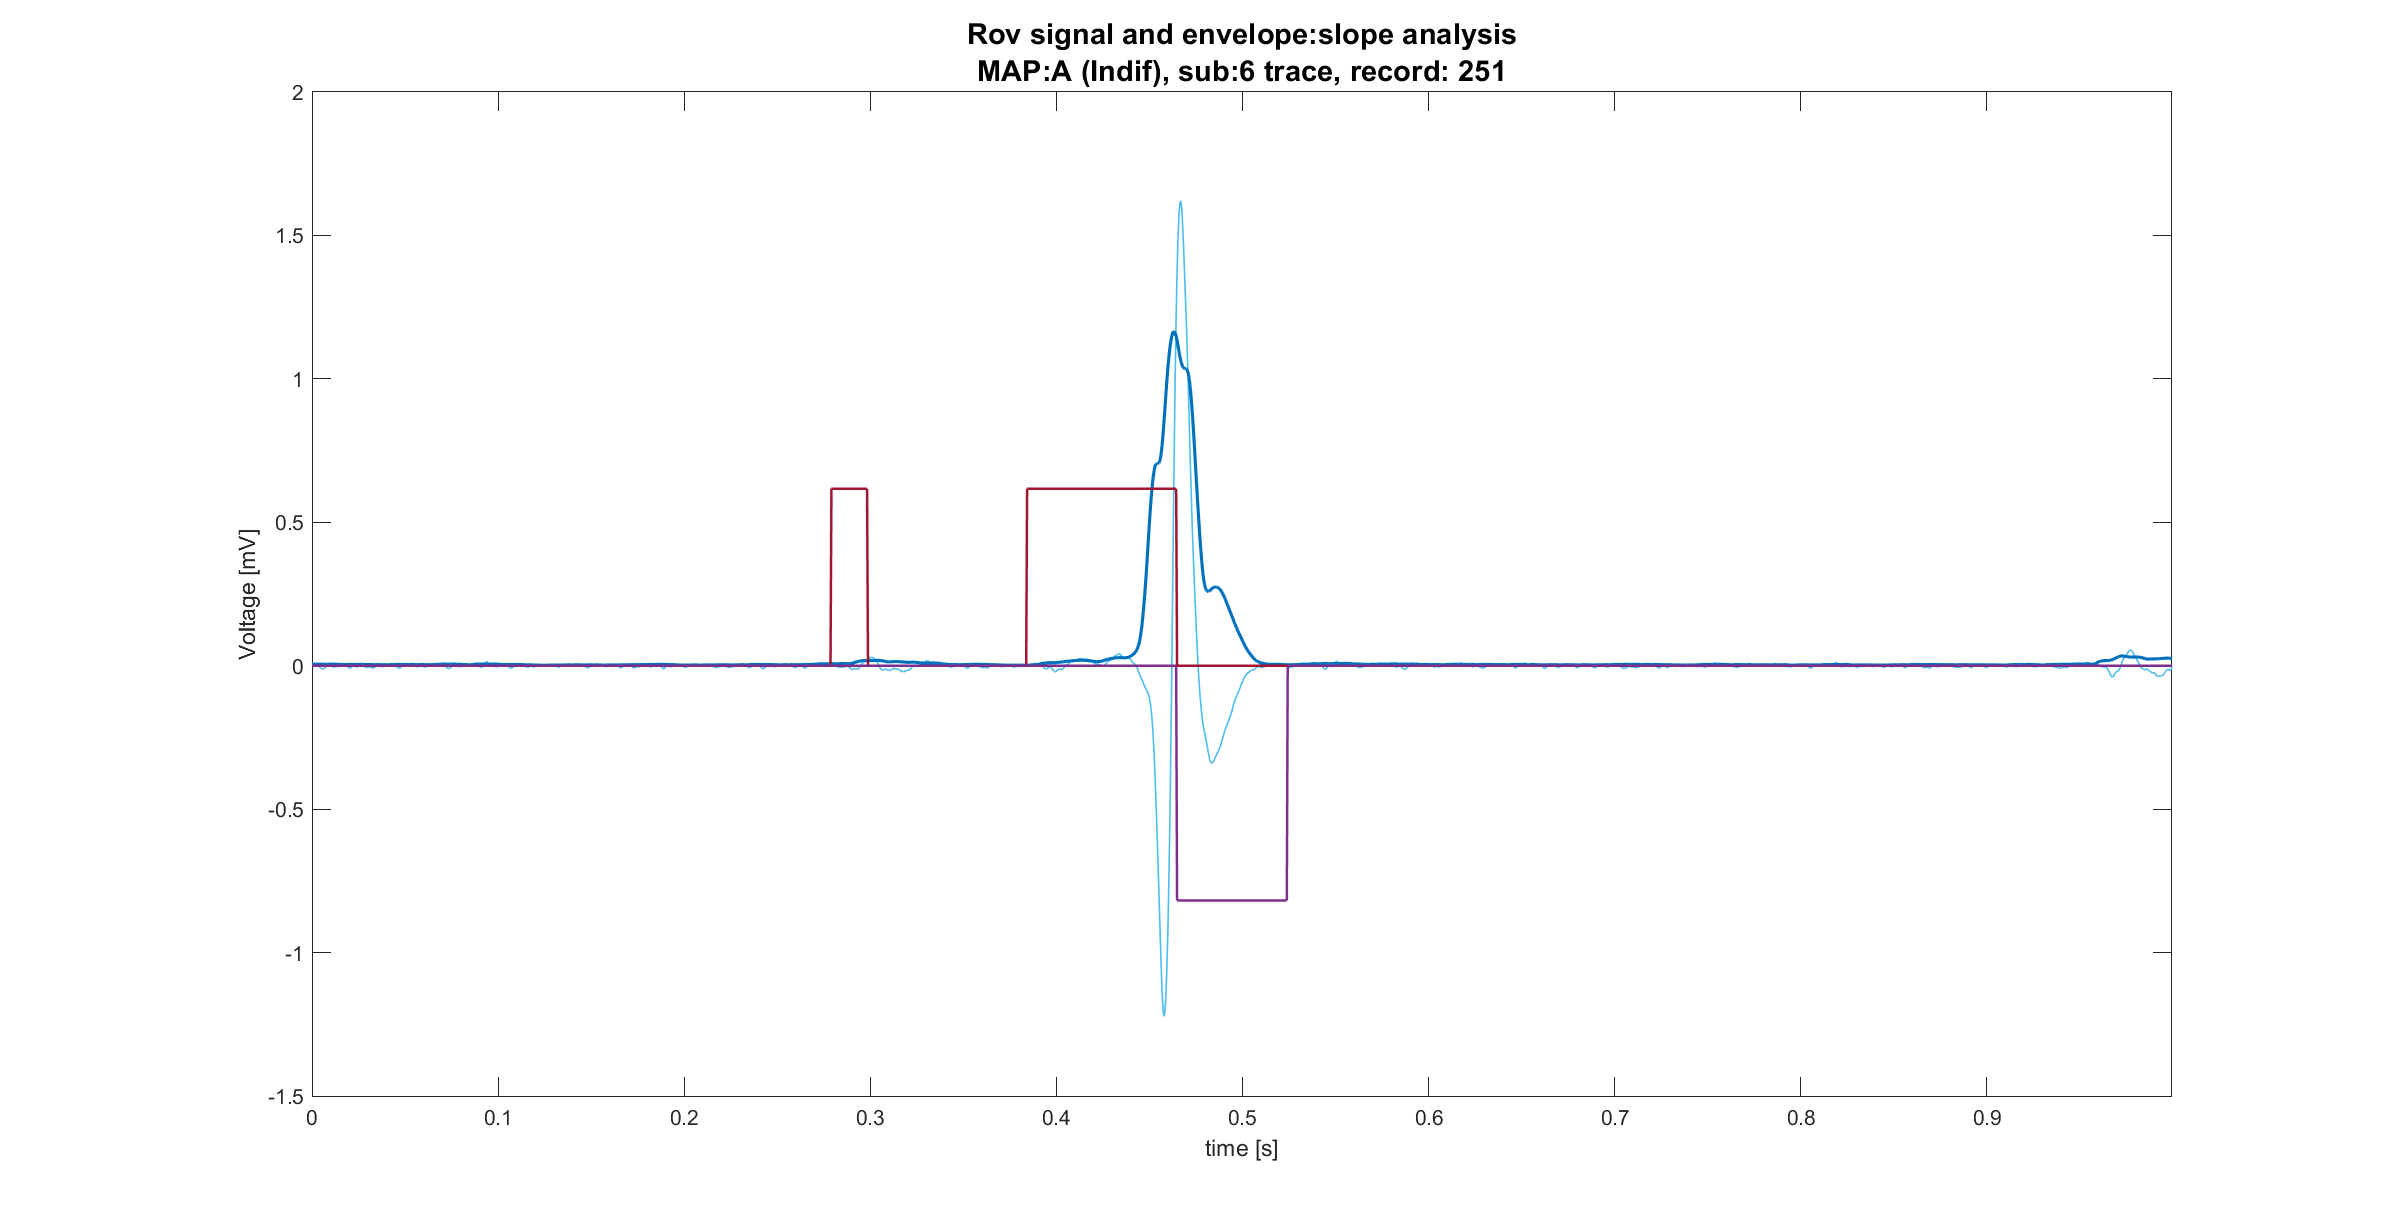 Rov signal and envelope:slope analysis
MAP:A (Indif), sub:6 trace, record: 251
2
1.5
1
0.5
0
-0.5
-1
-1.5
Voltage [mV]
0 0.1 0.2 0.3 0.4 0.5 0.6 0.7 0.8 0.9
time [s]